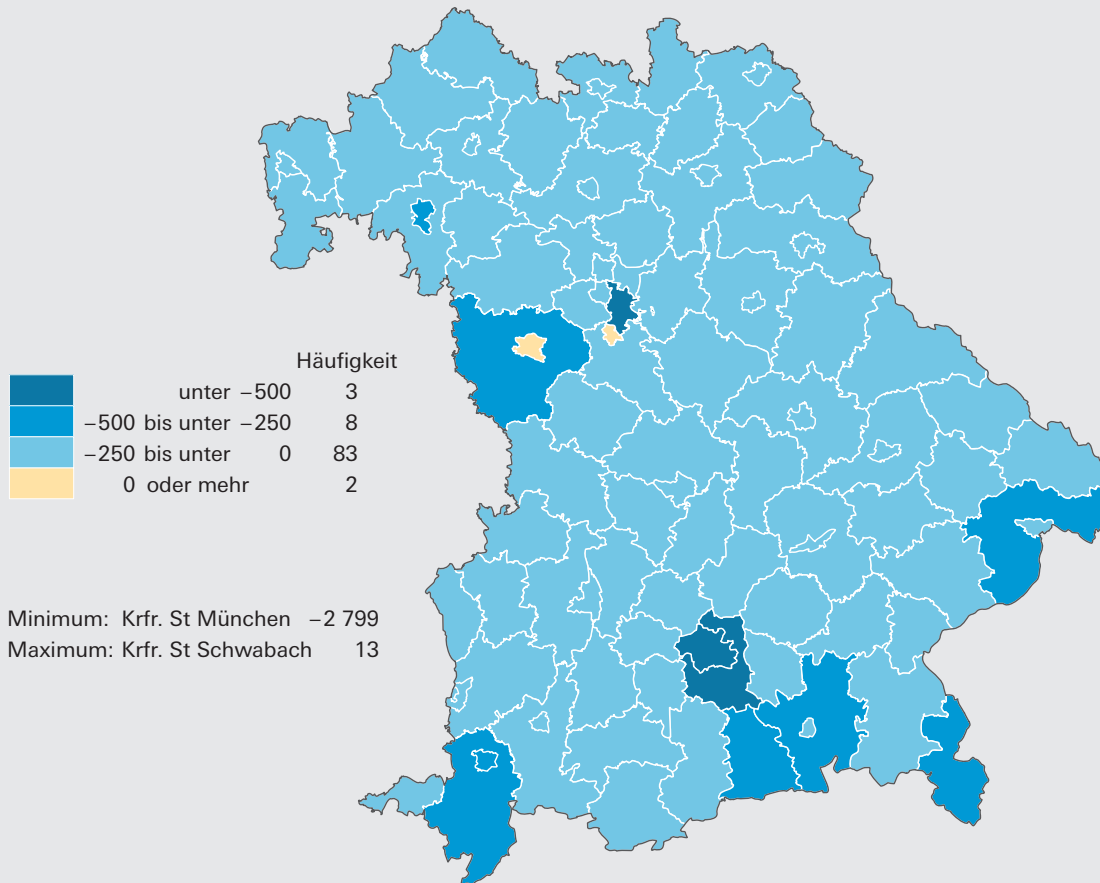 Häufigkeit
unter –500 3
–500 bis unter –250 8
–250 bis unter 0 83
0 oder mehr 2
Minimum: Krfr. St München –2 799
Maximum: Krfr. St Schwabach 13